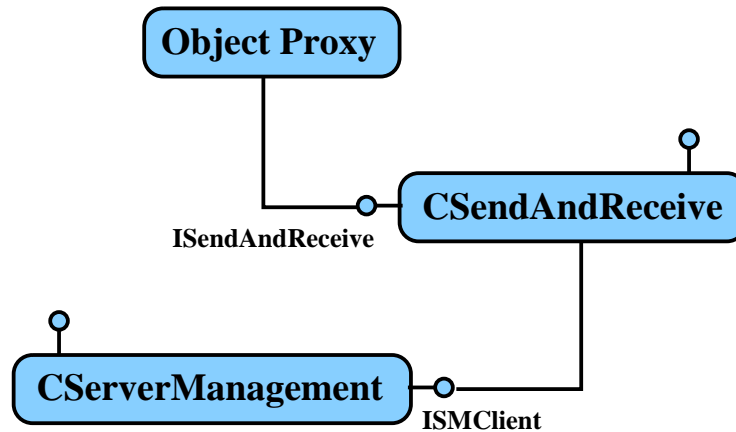 Object Proxy
CSendAndReceive
ISendAndReceive
CServerManagement
ISMClient